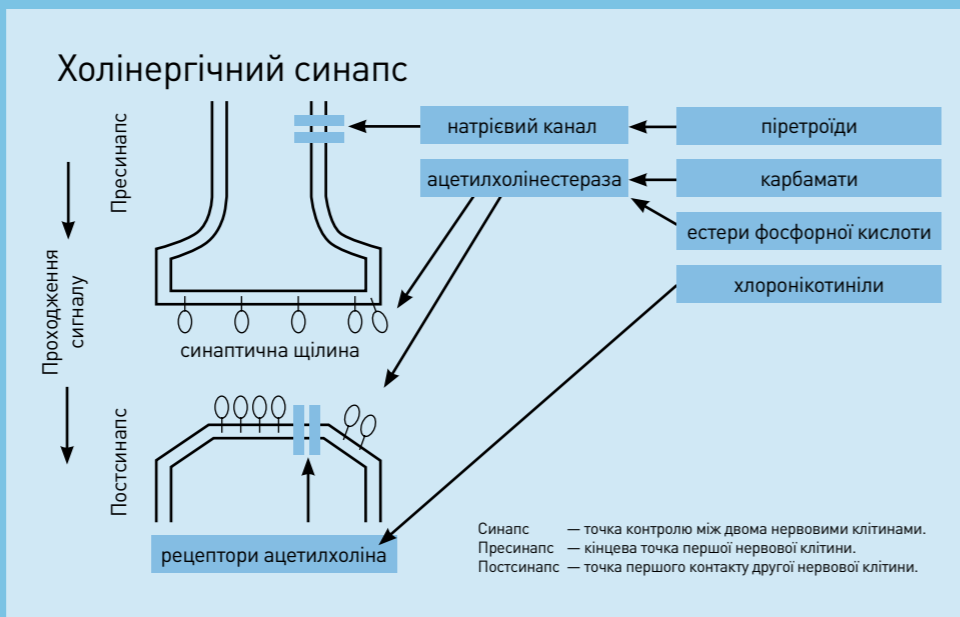 Холінергічний синапс
натрієвий канал
піретроїди
ацетилхолінестераза
карбамати
естери фосфорної кислоти
хлоронікотиніли
Пресинапс
Проходження
сигналу
синаптична щілина
Постсинапс
рецептори ацетилхоліна
Синапс — точка контролю між двома нервовими клітинами.
Пресинапс — кінцева точка першої нервової клітини.
Постсинапс — точка першого контакту другої нервової клітини.